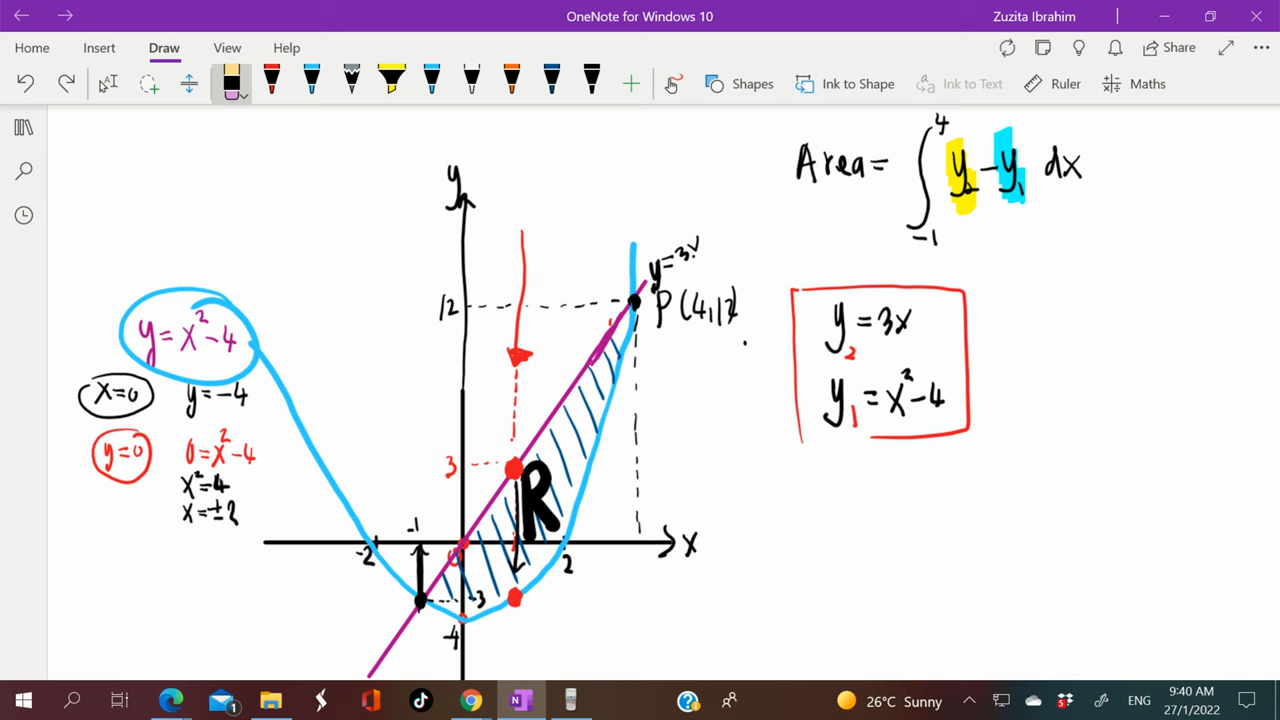 OneNote for Windows 10
Zuzita Ibrahim
Home Insert Draw View Help
Share
Shapes
Ink to Shape
Ink to Text
Ruler
Maths
Area = ∫₋₁⁴ y₂ - y₁ dx
y
y=3x
12
P(4,12)
y = x² - 4
x=0 y = -4
y=0 0 = x² - 4
x² = 4
x = ±2
y₂ = 3x
y₁ = x² - 4
3
R
-1
-2
0
2
x
-3
-4
1
5
26°C Sunny
ENG
9:40 AM
27/1/2022